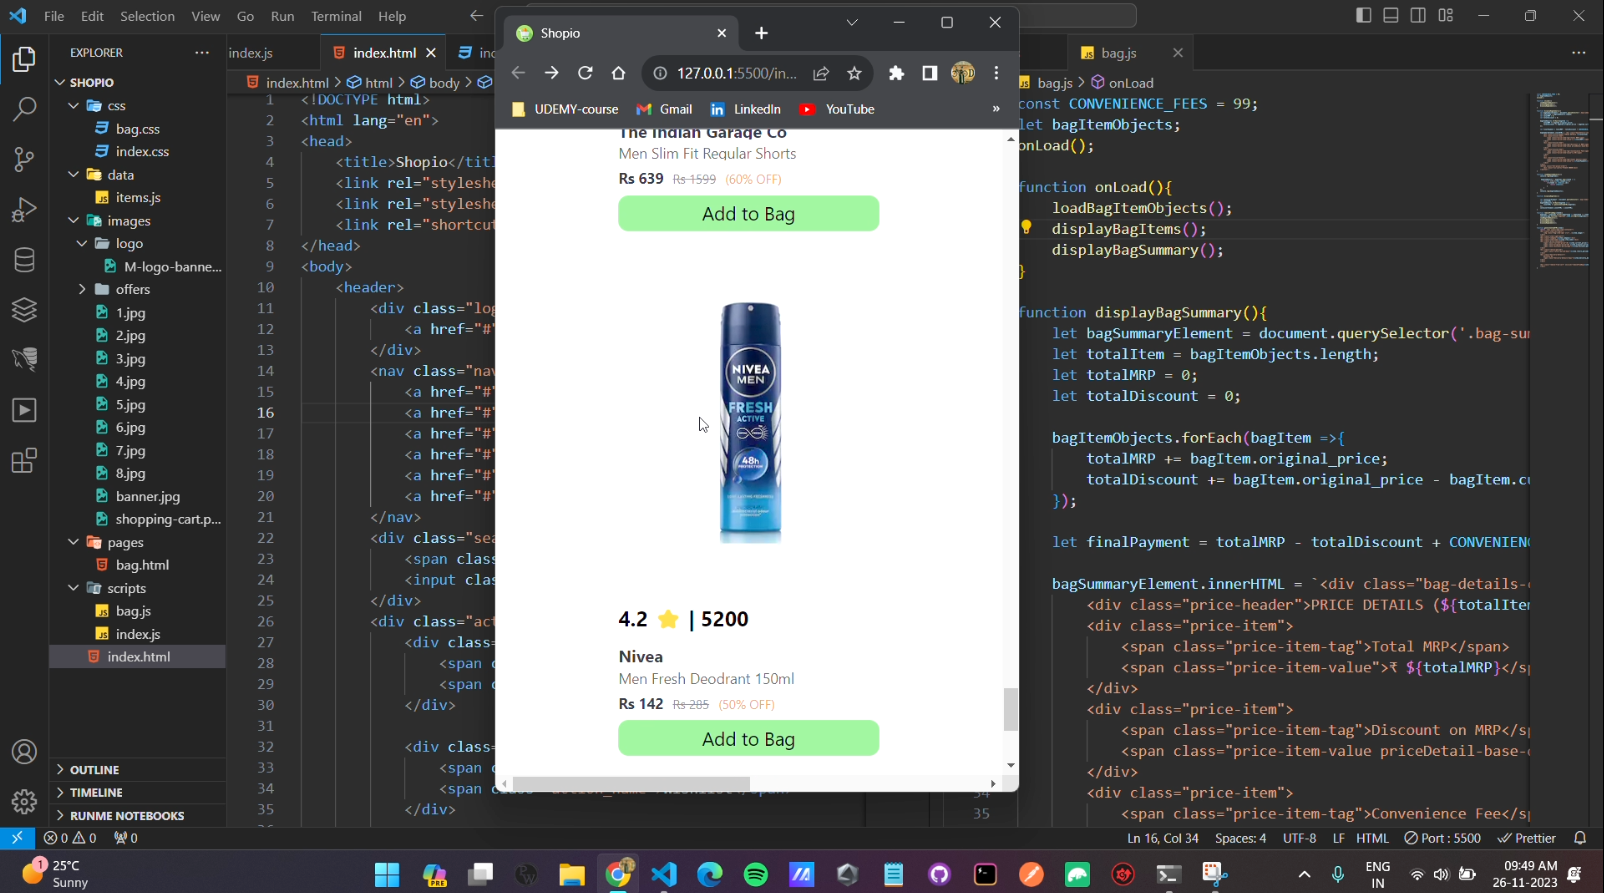 File Edit Selection View Go Run Terminal Help
EXPLORER
SHOPIO
css
bag.css
index.css
data
items.js
images
logo
M-logo-banne...
offers
1.jpg
2.jpg
3.jpg
4.jpg
5.jpg
6.jpg
7.jpg
8.jpg
banner.jpg
shopping-cart.p...
pages
bag.html
scripts
bag.js
index.js
index.html
OUTLINE
TIMELINE
RUNME NOTEBOOKS
index.js
index.html
index.html > html > body >
1 <!DOCTYPE html>
2 <html lang="en">
3 <head>
4 <title>Shopio</titl
5 <link rel="styleshe
6 <link rel="styleshe
7 <link rel="shortcut
8 </head>
9 <body>
10 <header>
11 <div class="log
12 <a href="#"
13 </div>
14 <nav class="nav
15 <a href="#"
16 <a href="#"
17 <a href="#"
18 <a href="#"
19 <a href="#"
20 <a href="#"
21 </nav>
22 <div class="sea
23 <span clas
24 <input clas
25 </div>
26 <div class="act
27 <div class=
28 <span c
29 <span c
30 </div>
31
32 <div class=
33 <span c
34 <span c
35 </div>
Shopio
127.0.0.1:5500/in...
UDEMY-course Gmail LinkedIn YouTube »
The Indian Garage Co
Men Slim Fit Regular Shorts
Rs 639 Rs 1599 (60% OFF)
Add to Bag
NIVEA
MEN
FRESH
ACTIVE
48h
PROTECTION
4.2 | 5200
Nivea
Men Fresh Deodrant 150ml
Rs 142 Rs 285 (50% OFF)
Add to Bag
bag.js
bag.js > onLoad
const CONVENIENCE_FEES = 99;
let bagItemObjects;
onLoad();
function onLoad(){
loadBagItemObjects();
displayBagItems();
displayBagSummary();
}
function displayBagSummary(){
let bagSummaryElement = document.querySelector('.bag-su
let totalItem = bagItemObjects.length;
let totalMRP = 0;
let totalDiscount = 0;
bagItemObjects.forEach(bagItem =>{
totalMRP += bagItem.original_price;
totalDiscount += bagItem.original_price - bagItem.cu
});
let finalPayment = totalMRP - totalDiscount + CONVENIEN
bagSummaryElement.innerHTML = `<div class="bag-details-
<div class="price-header">PRICE DETAILS (${totalIte
<div class="price-item">
<span class="price-item-tag">Total MRP</span>
<span class="price-item-value">₹ ${totalMRP}</s
</div>
<div class="price-item">
<span class="price-item-tag">Discount on MRP</s
<span class="price-item-value priceDetail-base-
</div>
<div class="price-item">
34 <span class="price-item-tag">Convenience Fee</s
35
0 0 0
Ln 16, Col 34 Spaces: 4 UTF-8 LF HTML Port : 5500 Prettier
1
25°C
Sunny
PRE
ENG
IN
09:49 AM
26-11-2023